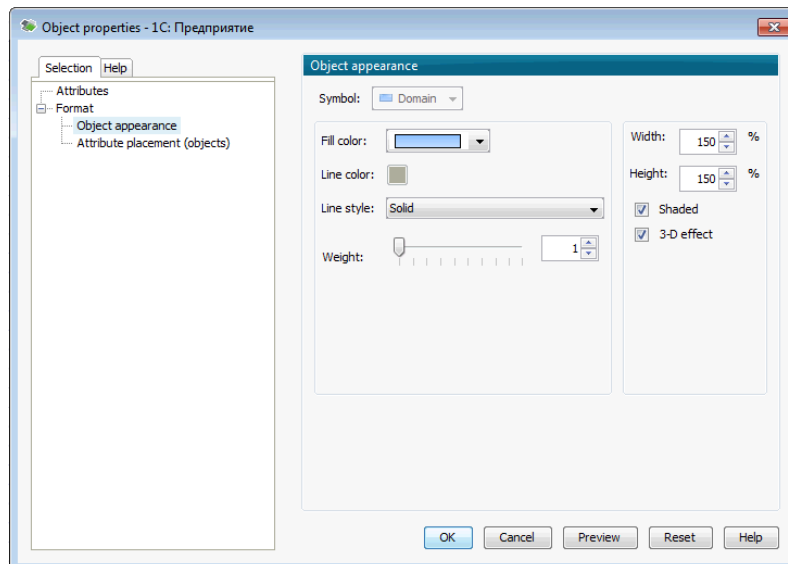 Object properties - 1С: Предприятие
Selection Help
Attributes
Format
Object appearance
Attribute placement (objects)
Object appearance
Symbol: Domain
Fill color:
Line color:
Line style: Solid
Weight: 1
Width: 150 %
Height: 150 %
Shaded
3-D effect
OK Cancel Preview Reset Help